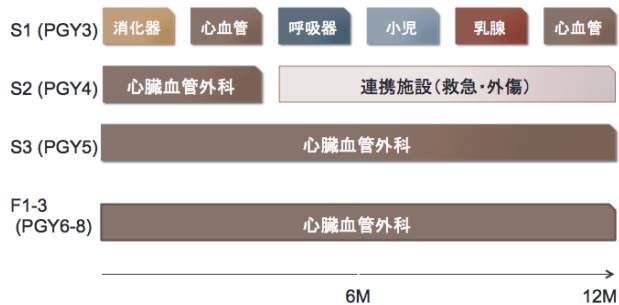 S1 (PGY3) 消化器 心血管 呼吸器 小児 乳腺 心血管
S2 (PGY4) 心臓血管外科 連携施設(救急・外傷)
S3 (PGY5) 心臓血管外科
F1-3
(PGY6-8) 心臓血管外科
6M 12M